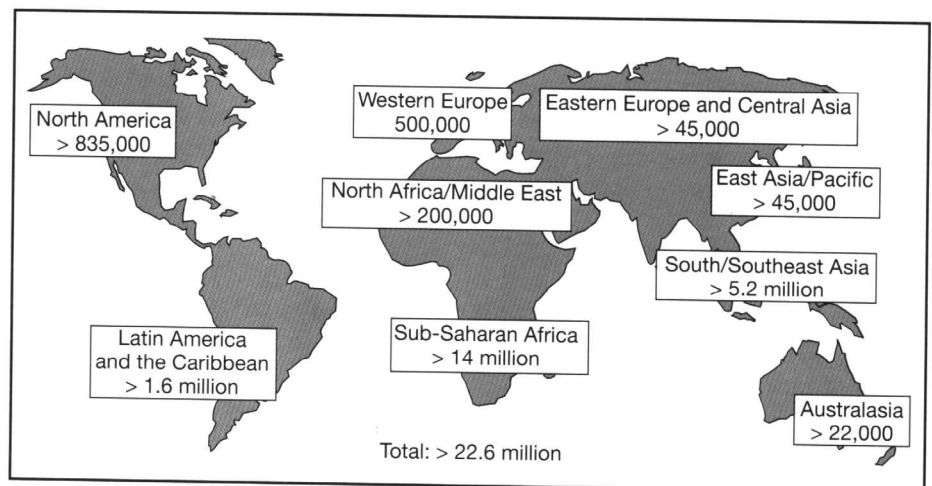 North America
> 835,000
Western Europe
500,000
Eastern Europe and Central Asia
> 45,000
North Africa/Middle East
> 200,000
East Asia/Pacific
> 45,000
South/Southeast Asia
> 5.2 million
Latin America
and the Caribbean
> 1.6 million
Sub-Saharan Africa
> 14 million
Australasia
> 22,000
Total: > 22.6 million